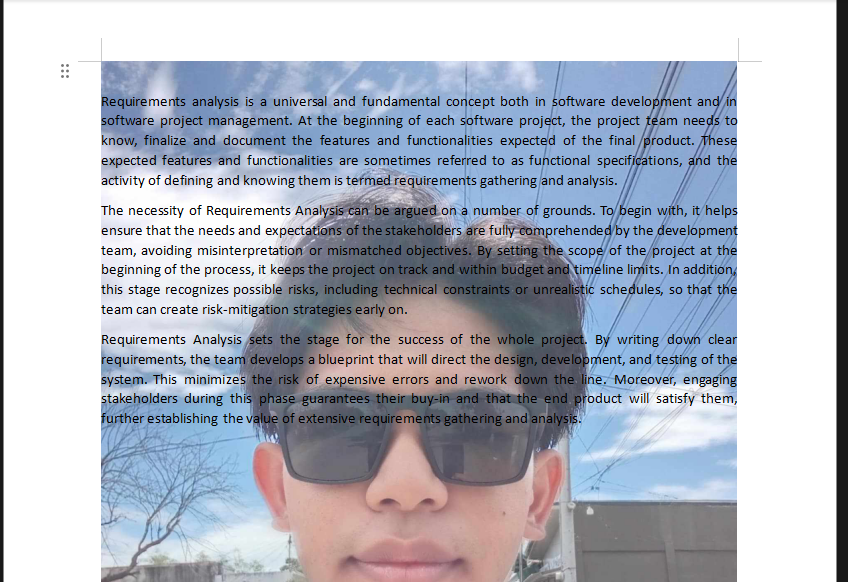 Requirements analysis is a universal and fundamental concept both in software development and in
software project management. At the beginning of each software project, the project team needs to
know, finalize and document the features and functionalities expected of the final product. These
expected features and functionalities are sometimes referred to as functional specifications, and the
activity of defining and knowing them is termed requirements gathering and analysis.
The necessity of Requirements Analysis can be argued on a number of grounds. To begin with, it helps
ensure that the needs and expectations of the stakeholders are fully comprehended by the development
team, avoiding misinterpretation or mismatched objectives. By setting the scope of the project at the
beginning of the process, it keeps the project on track and within budget and timeline limits. In addition,
this stage recognizes possible risks, including technical constraints or unrealistic schedules, so that the
team can create risk-mitigation strategies early on.
Requirements Analysis sets the stage for the success of the whole project. By writing down clear
requirements, the team develops a blueprint that will direct the design, development, and testing of the
system. This minimizes the risk of expensive errors and rework down the line. Moreover, engaging
stakeholders during this phase guarantees their buy-in and that the end product will satisfy them,
further establishing the value of extensive requirements gathering and analysis.